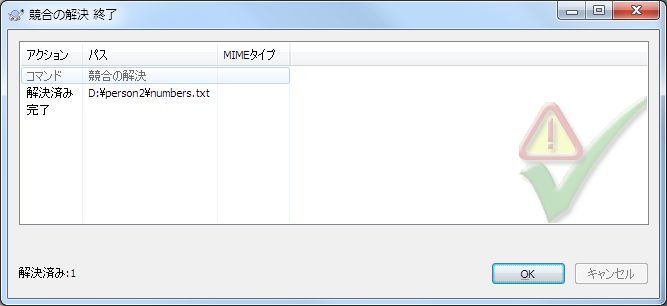 競合の解決 終了
アクション パス MIMEタイプ
コマンド 競合の解決
解決済み D:¥person2¥numbers.txt
完了
解決済み:1
OK キャンセル